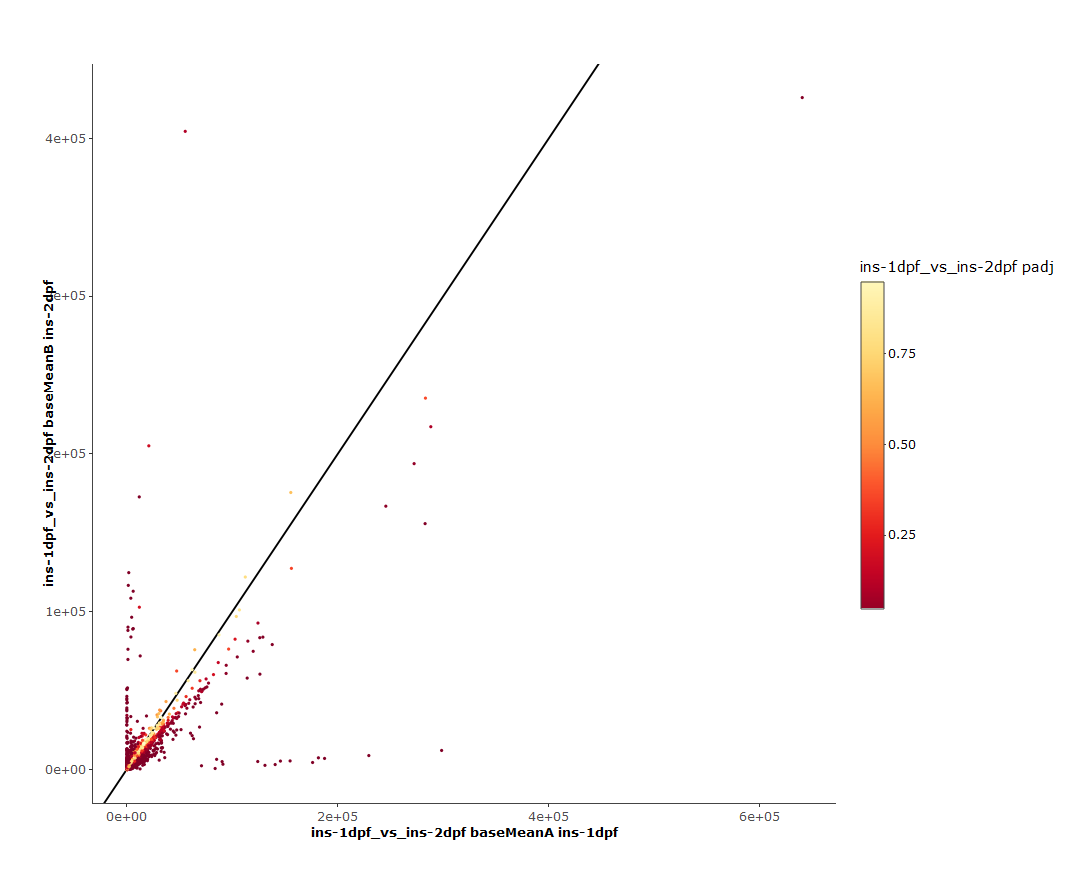 4e+05
3e+05
2e+05
1e+05
0e+00
ins-1dpf_vs_ins-2dpf baseMeanB ins-2dpf
0e+00
2e+05
4e+05
6e+05
ins-1dpf_vs_ins-2dpf baseMeanA ins-1dpf
ins-1dpf_vs_ins-2dpf padj
0.75
0.50
0.25